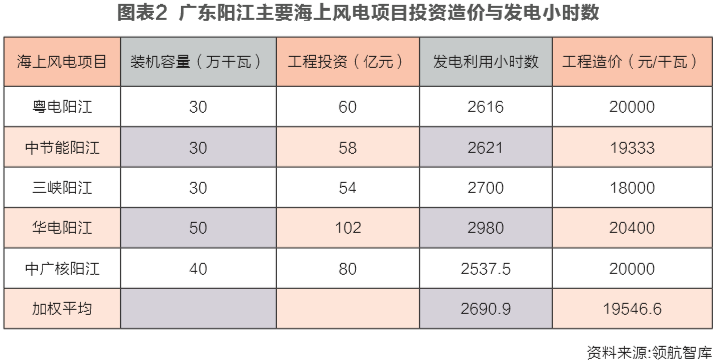 图表2 广东阳江主要海上风电项目投资造价与发电小时数
海上风电项目 装机容量（万千瓦） 工程投资（亿元） 发电利用小时数 工程造价（元/千瓦）
粤电阳江 30 60 2616 20000
中节能阳江 30 58 2621 19333
三峡阳江 30 54 2700 18000
华电阳江 50 102 2980 20400
中广核阳江 40 80 2537.5 20000
加权平均 2690.9 19546.6
资料来源:领航智库